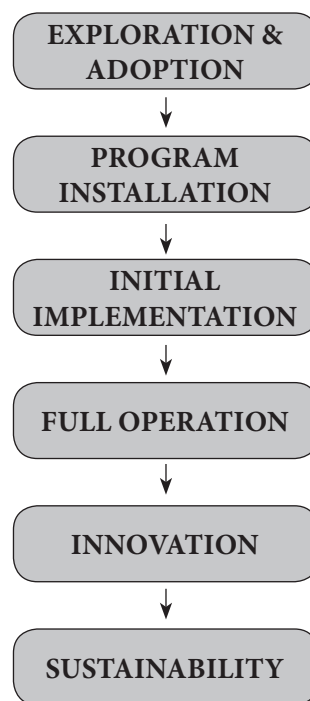 EXPLORATION &
ADOPTION
PROGRAM
INSTALLATION
INITIAL
IMPLEMENTATION
FULL OPERATION
INNOVATION
SUSTAINABILITY